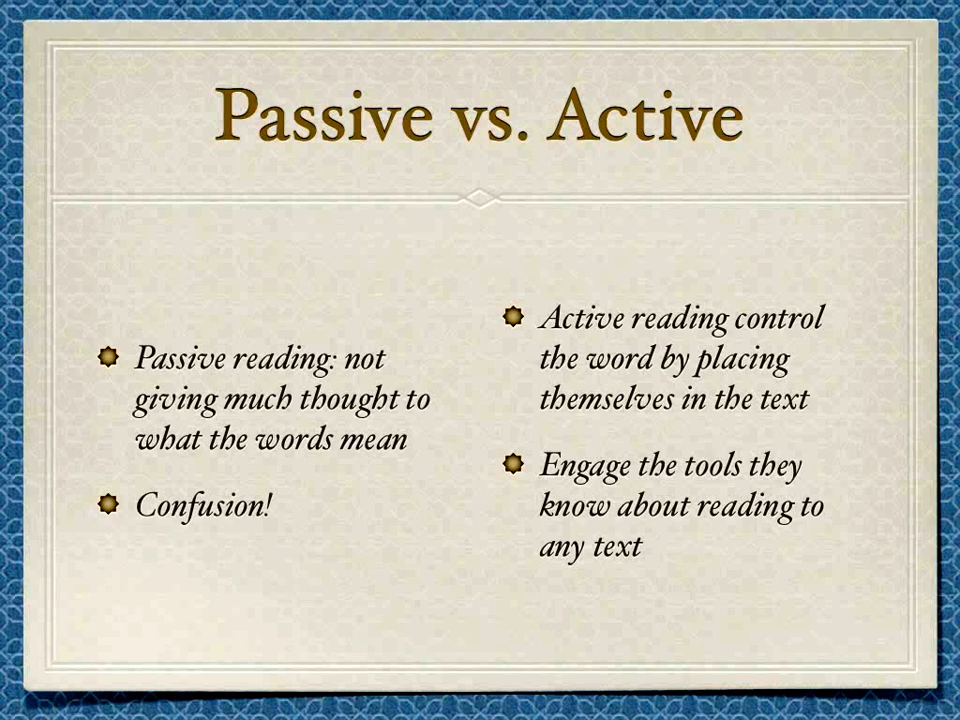 Passive vs. Active
Passive reading: not
giving much thought to
what the words mean
Confusion!
Active reading control
the word by placing
themselves in the text
Engage the tools they
know about reading to
any text